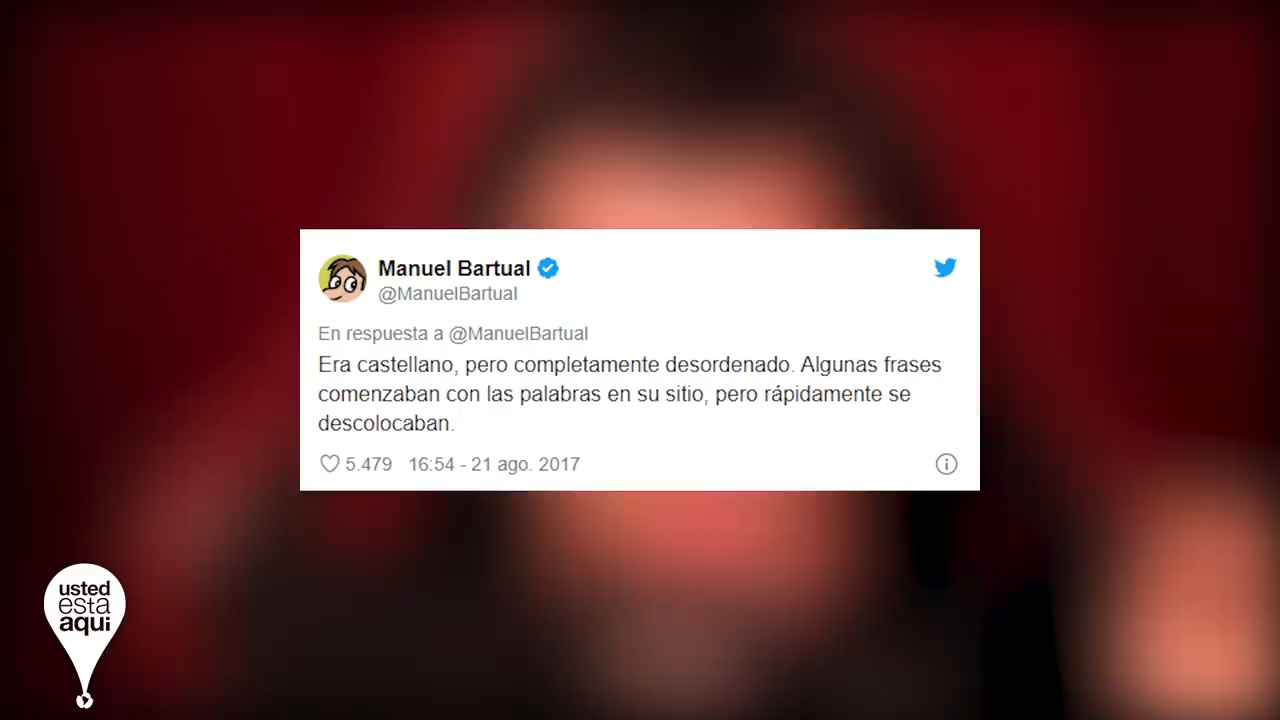 Manuel Bartual
@ManuelBartual
En respuesta a @ManuelBartual
Era castellano, pero completamente desordenado. Algunas frases
comenzaban con las palabras en su sitio, pero rápidamente se
descolocaban.
5.479 16:54 - 21 ago. 2017
usted
esta
aqui